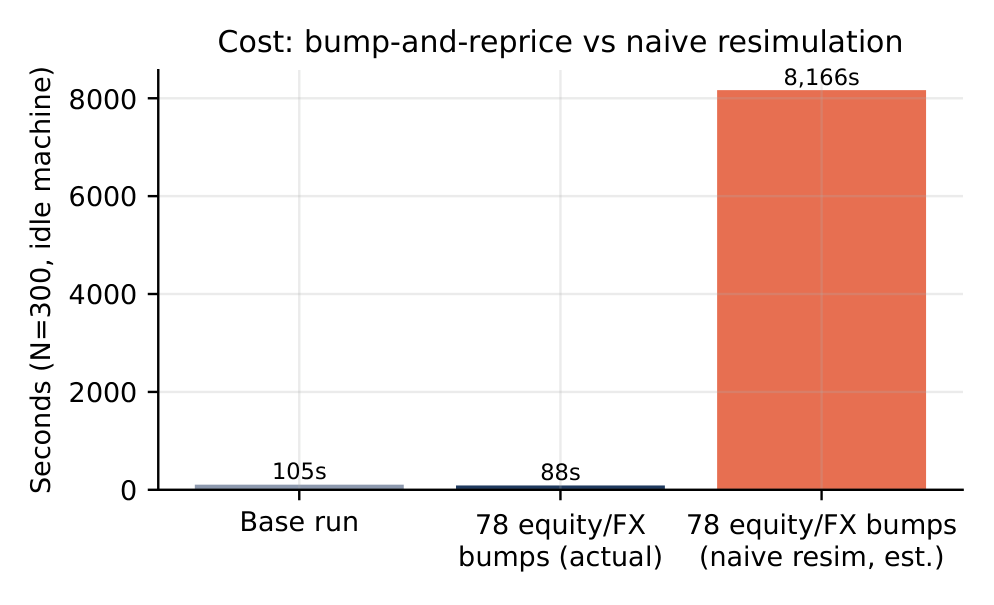 Cost: bump-and-reprice vs naive resimulation
Seconds (N=300, idle machine)
8000
6000
4000
2000
0
105s
88s
8,166s
Base run
78 equity/FX
bumps (actual)
78 equity/FX bumps
(naive resim, est.)